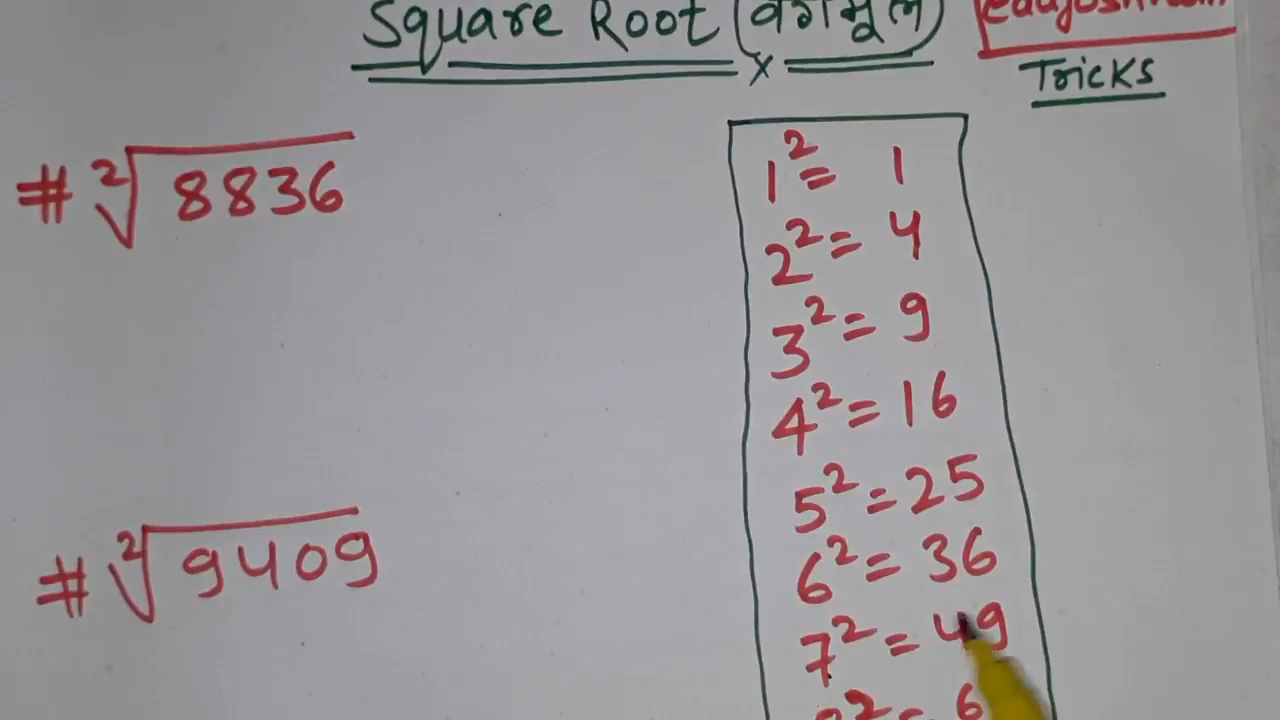 Square Root (वर्गमूल)
Tricks
# ²√8836
1² = 1
2² = 4
3² = 9
4² = 16
5² = 25
6² = 36
7² = 49
# ²√9409